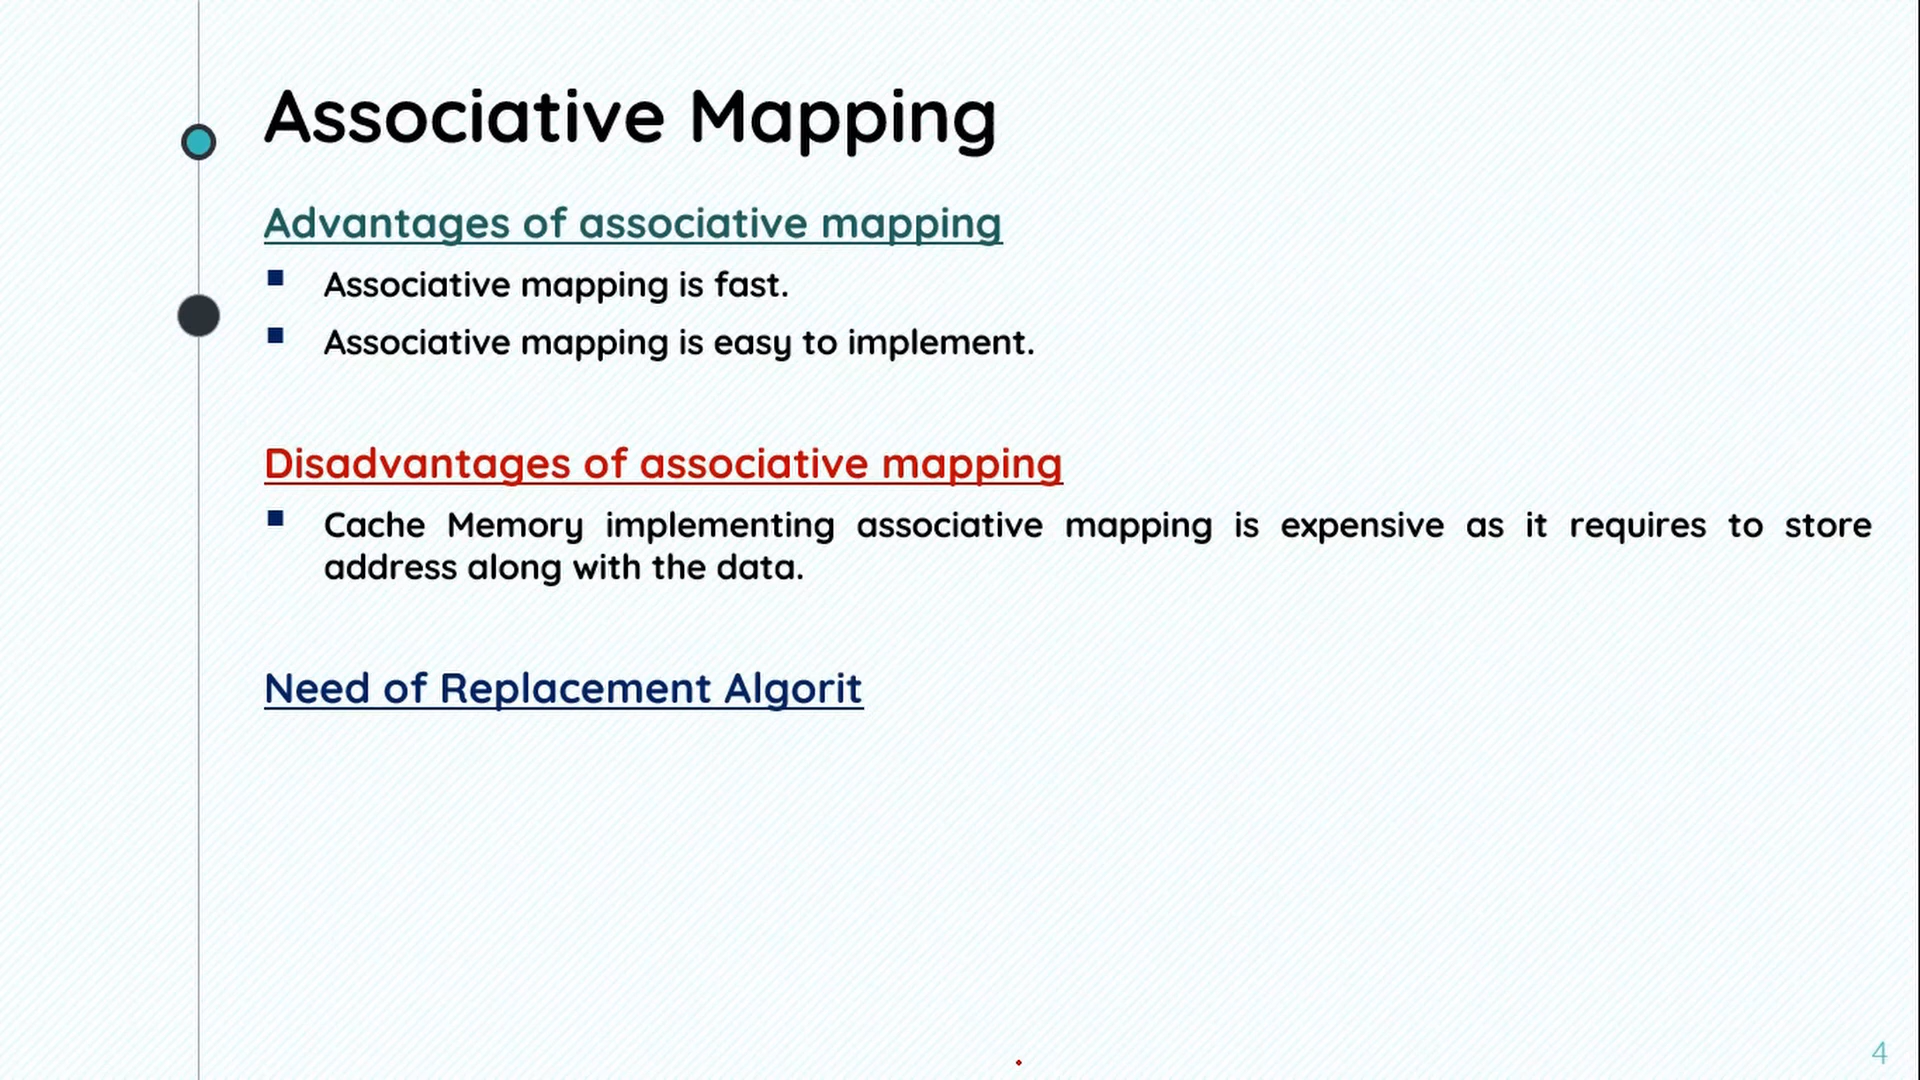 Associative Mapping
Advantages of associative mapping
▪ Associative mapping is fast.
▪ Associative mapping is easy to implement.
Disadvantages of associative mapping
▪ Cache Memory implementing associative mapping is expensive as it requires to store
address along with the data.
Need of Replacement Algorit
4